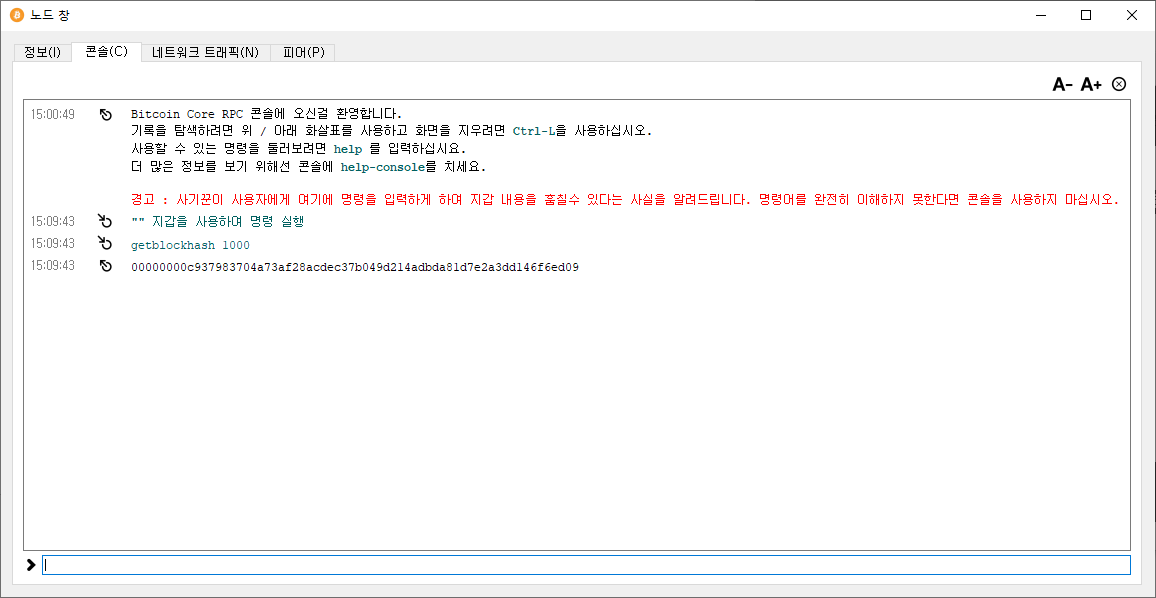 노드 창
정보(I) 콘솔(C) 네트워크 트래픽(N) 피어(P)
A- A+
15:00:49 Bitcoin Core RPC 콘솔에 오신걸 환영합니다.
기록을 탐색하려면 위 / 아래 화살표를 사용하고 화면을 지우려면 Ctrl-L을 사용하십시오.
사용할 수 있는 명령을 둘러보려면 help 를 입력하십시요.
더 많은 정보를 보기 위해선 콘솔에 help-console를 치세요.
경고 : 사기꾼이 사용자에게 여기에 명령을 입력하게 하여 지갑 내용을 훔칠수 있다는 사실을 알려드립니다. 명령어를 완전히 이해하지 못한다면 콘솔을 사용하지 마십시오.
15:09:43 "" 지갑을 사용하여 명령 실행
15:09:43 getblockhash 1000
15:09:43 00000000c937983704a73af28acdec37b049d214adbda81d7e2a3dd146f6ed09